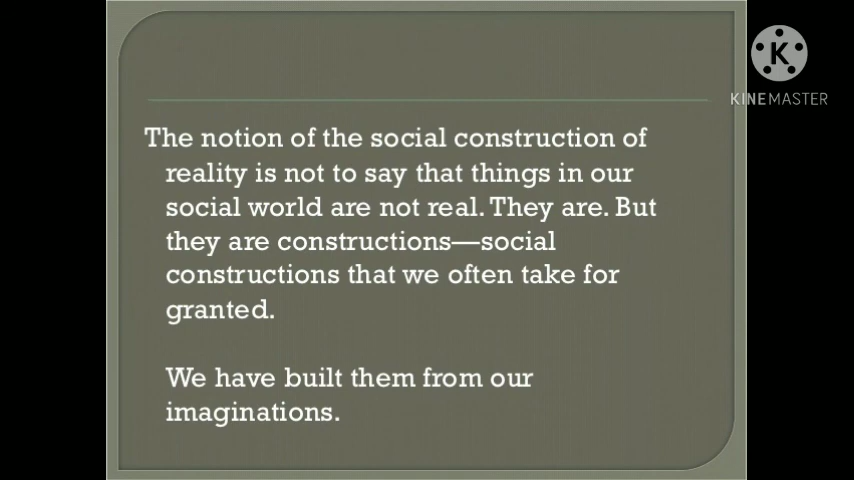 KINEMASTER
The notion of the social construction of
reality is not to say that things in our
social world are not real. They are. But
they are constructions—social
constructions that we often take for
granted.
We have built them from our
imaginations.